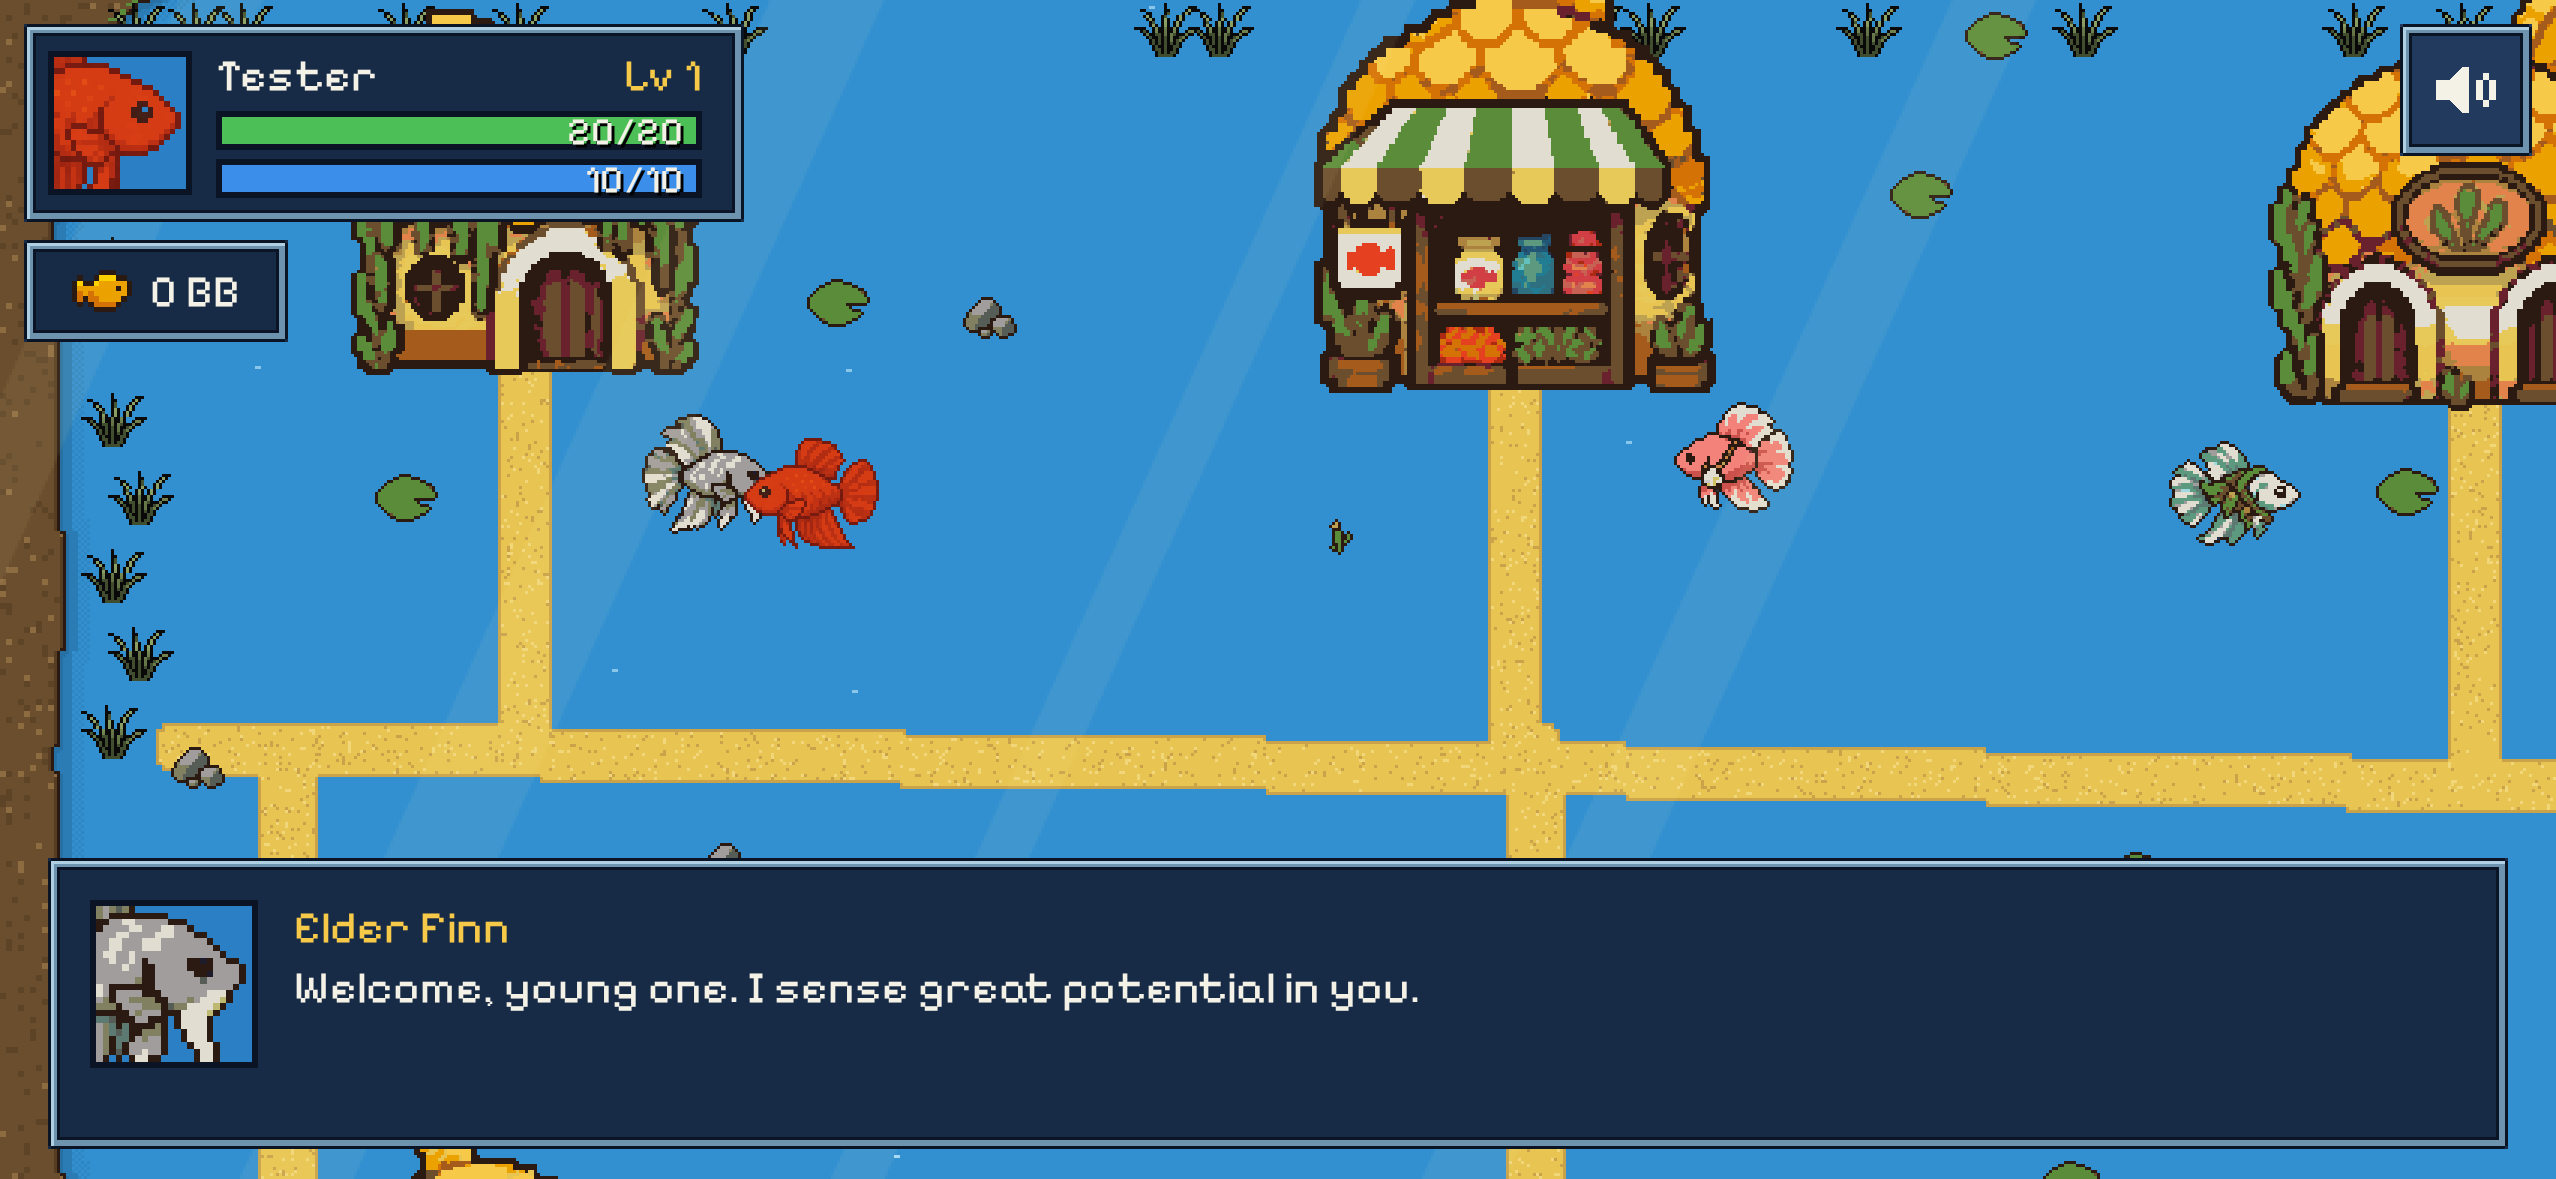 Tester
Lv 1
20/20
10/10
0 BB
Elder Finn
Welcome, young one. I sense great potential in you.